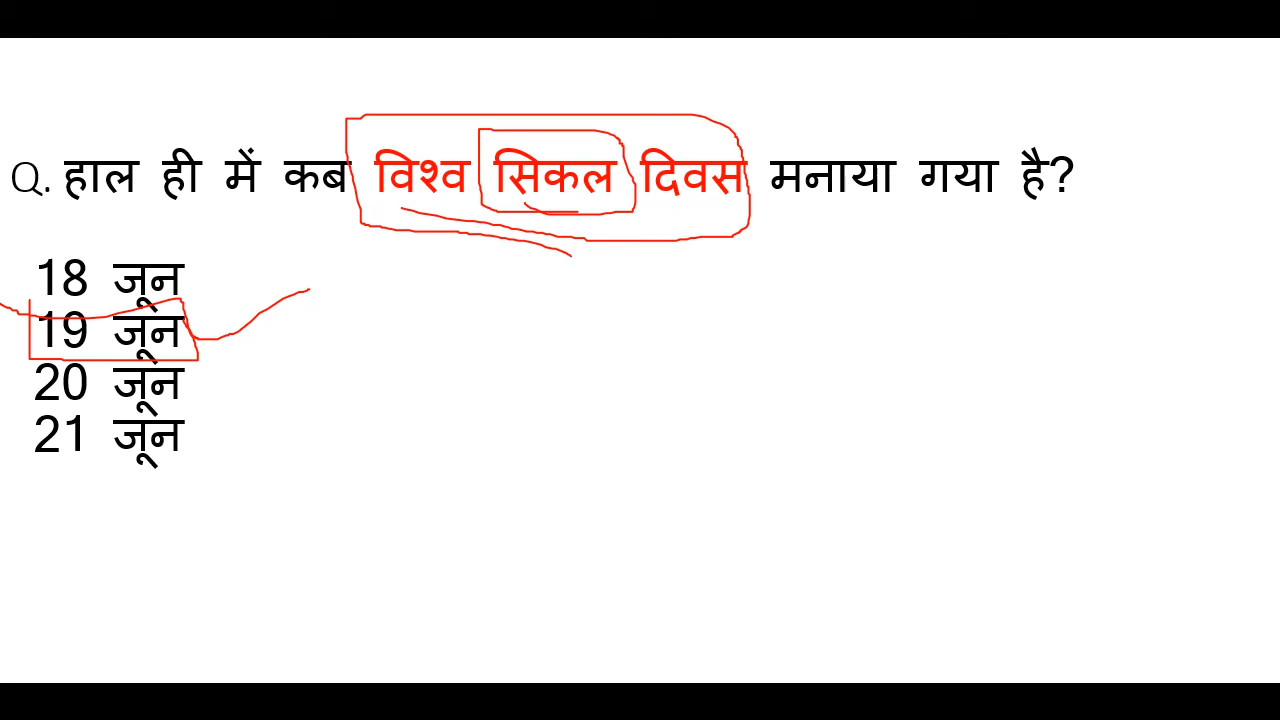 Q. हाल ही में कब विश्व सिकल दिवस मनाया गया है?
18 जून
19 जून
20 जून
21 जून